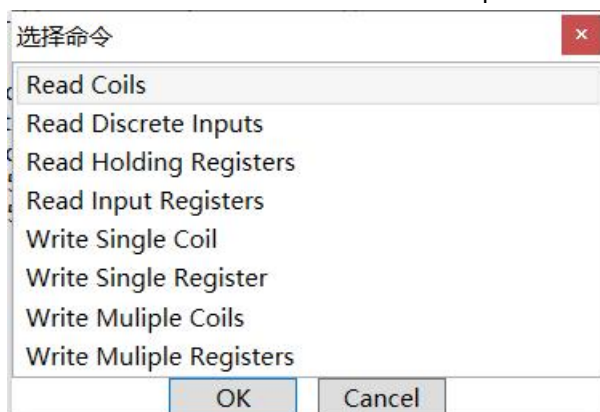 选择命令
Read Coils
Read Discrete Inputs
Read Holding Registers
Read Input Registers
Write Single Coil
Write Single Register
Write Muliple Coils
Write Muliple Registers
OK Cancel